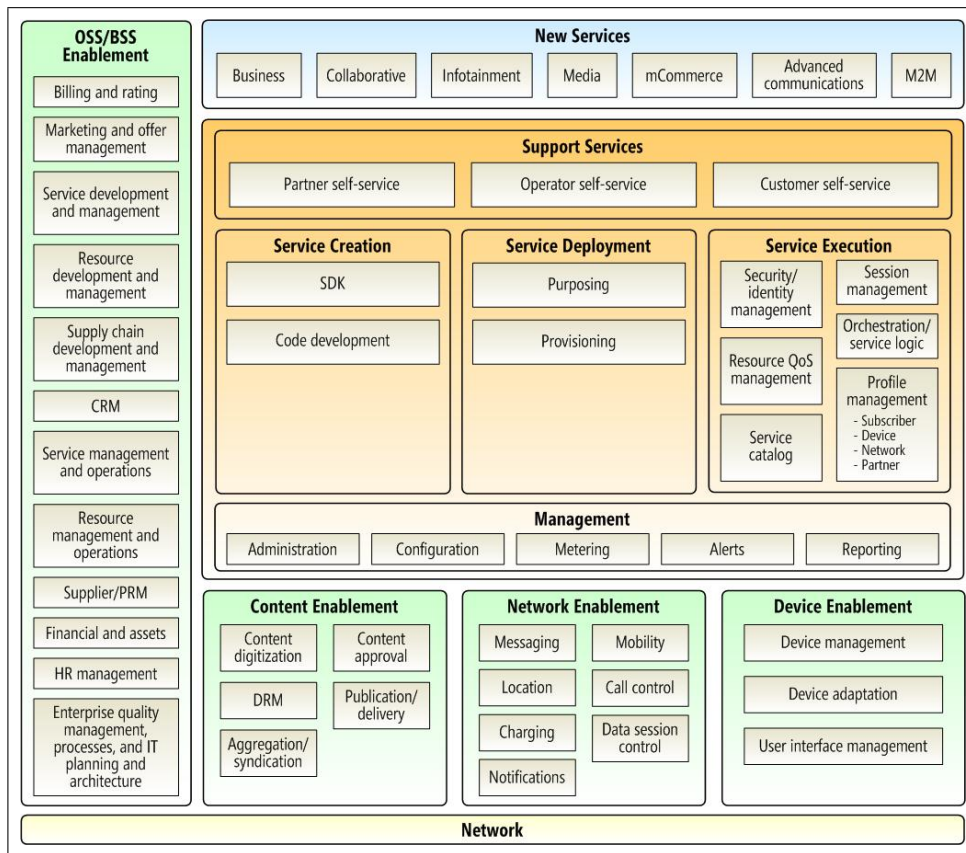 OSS/BSS
Enablement
Billing and rating
Marketing and offer
management
Service development
and management
Resource
development and
management
Supply chain
development and
management
CRM
Service management
and operations
Resource
management and
operations
Supplier/PRM
Financial and assets
HR management
Enterprise quality
management,
processes, and IT
planning and
architecture
New Services
Business
Collaborative
Infotainment
Media
mCommerce
Advanced
communications
M2M
Support Services
Partner self-service
Operator self-service
Customer self-service
Service Creation
SDK
Code development
Service Deployment
Purposing
Provisioning
Service Execution
Security/
identity
management
Resource QoS
management
Service
catalog
Session
management
Orchestration/
service logic
Profile
management
- Subscriber
- Device
- Network
- Partner
Management
Administration
Configuration
Metering
Alerts
Reporting
Content Enablement
Content
digitization
DRM
Aggregation/
syndication
Content
approval
Publication/
delivery
Network Enablement
Messaging
Location
Charging
Notifications
Mobility
Call control
Data session
control
Device Enablement
Device management
Device adaptation
User interface management
Network